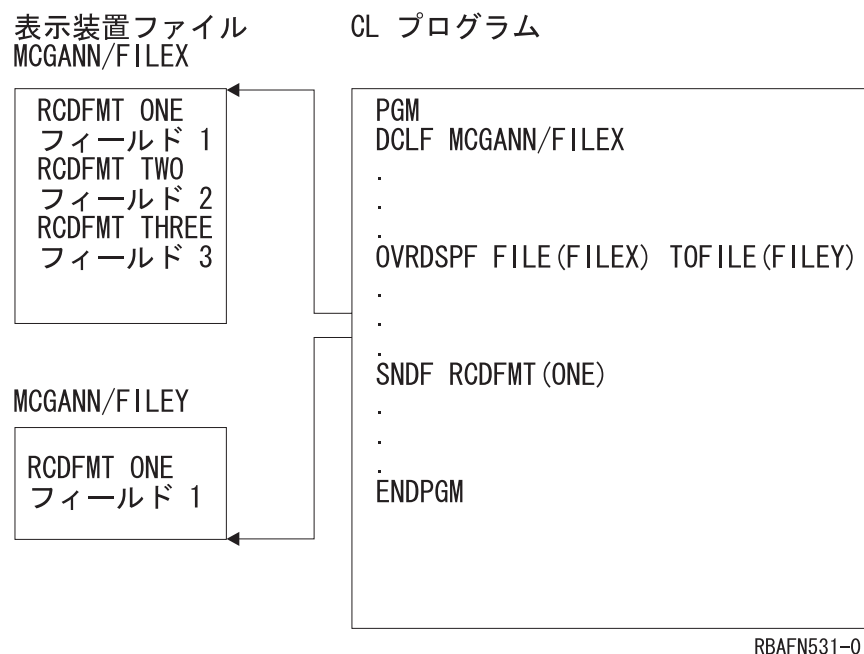 表示装置ファイル
MCGANN/FILEX
RCDFMT ONE
フィールド 1
RCDFMT TWO
フィールド 2
RCDFMT THREE
フィールド 3
MCGANN/FILEY
RCDFMT ONE
フィールド 1
CL プログラム
PGM
DCLF MCGANN/FILEX
.
.
.
OVRDSPF FILE(FILEX) TOFILE(FILEY)
.
.
.
SNDF RCDFMT(ONE)
.
.
.
ENDPGM
RBAFN531-0